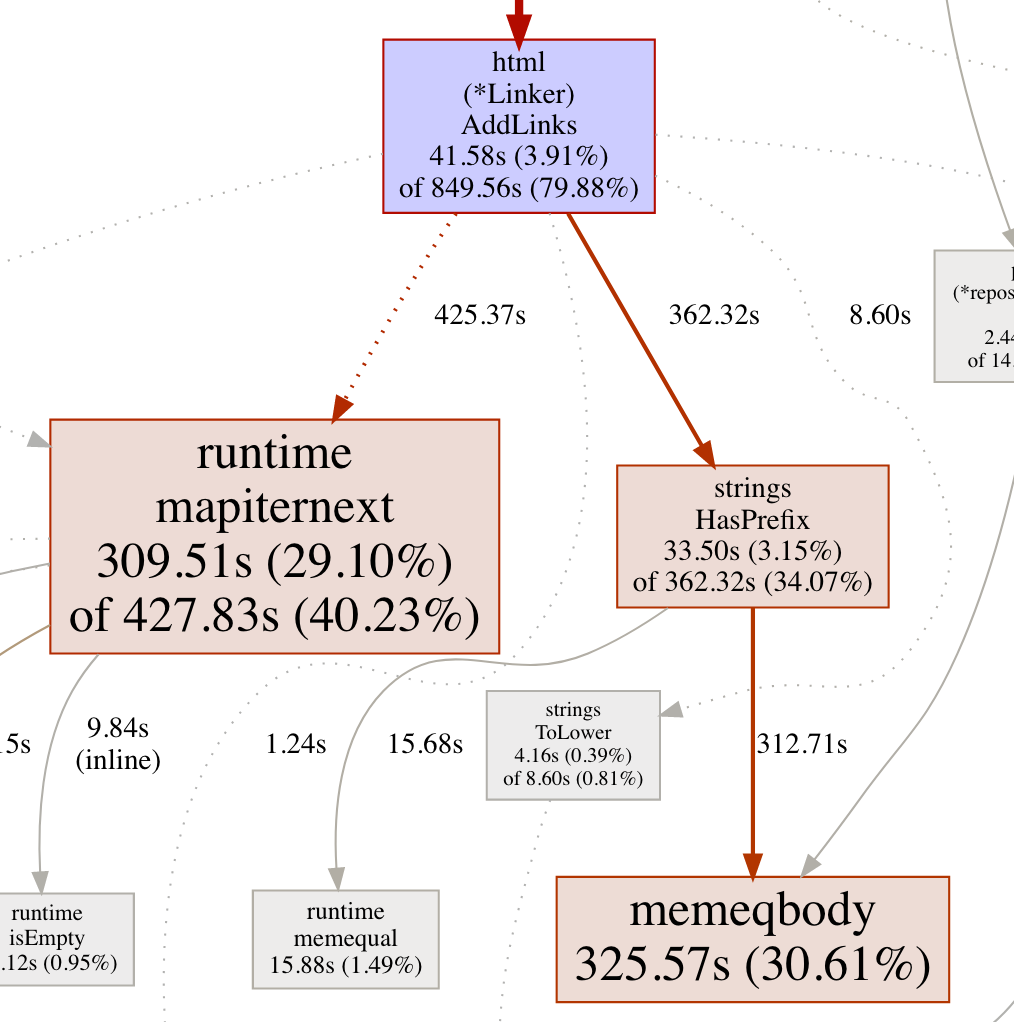 html
(*Linker)
AddLinks
41.58s (3.91%)
of 849.56s (79.88%)
425.37s
362.32s
8.60s
(*repos
2.44
of 14.
runtime
mapiternext
309.51s (29.10%)
of 427.83s (40.23%)
strings
HasPrefix
33.50s (3.15%)
of 362.32s (34.07%)
9.84s
(inline)
1.24s
15.68s
strings
ToLower
4.16s (0.39%)
of 8.60s (0.81%)
312.71s
5s
runtime
isEmpty
.12s (0.95%)
runtime
memequal
15.88s (1.49%)
memeqbody
325.57s (30.61%)